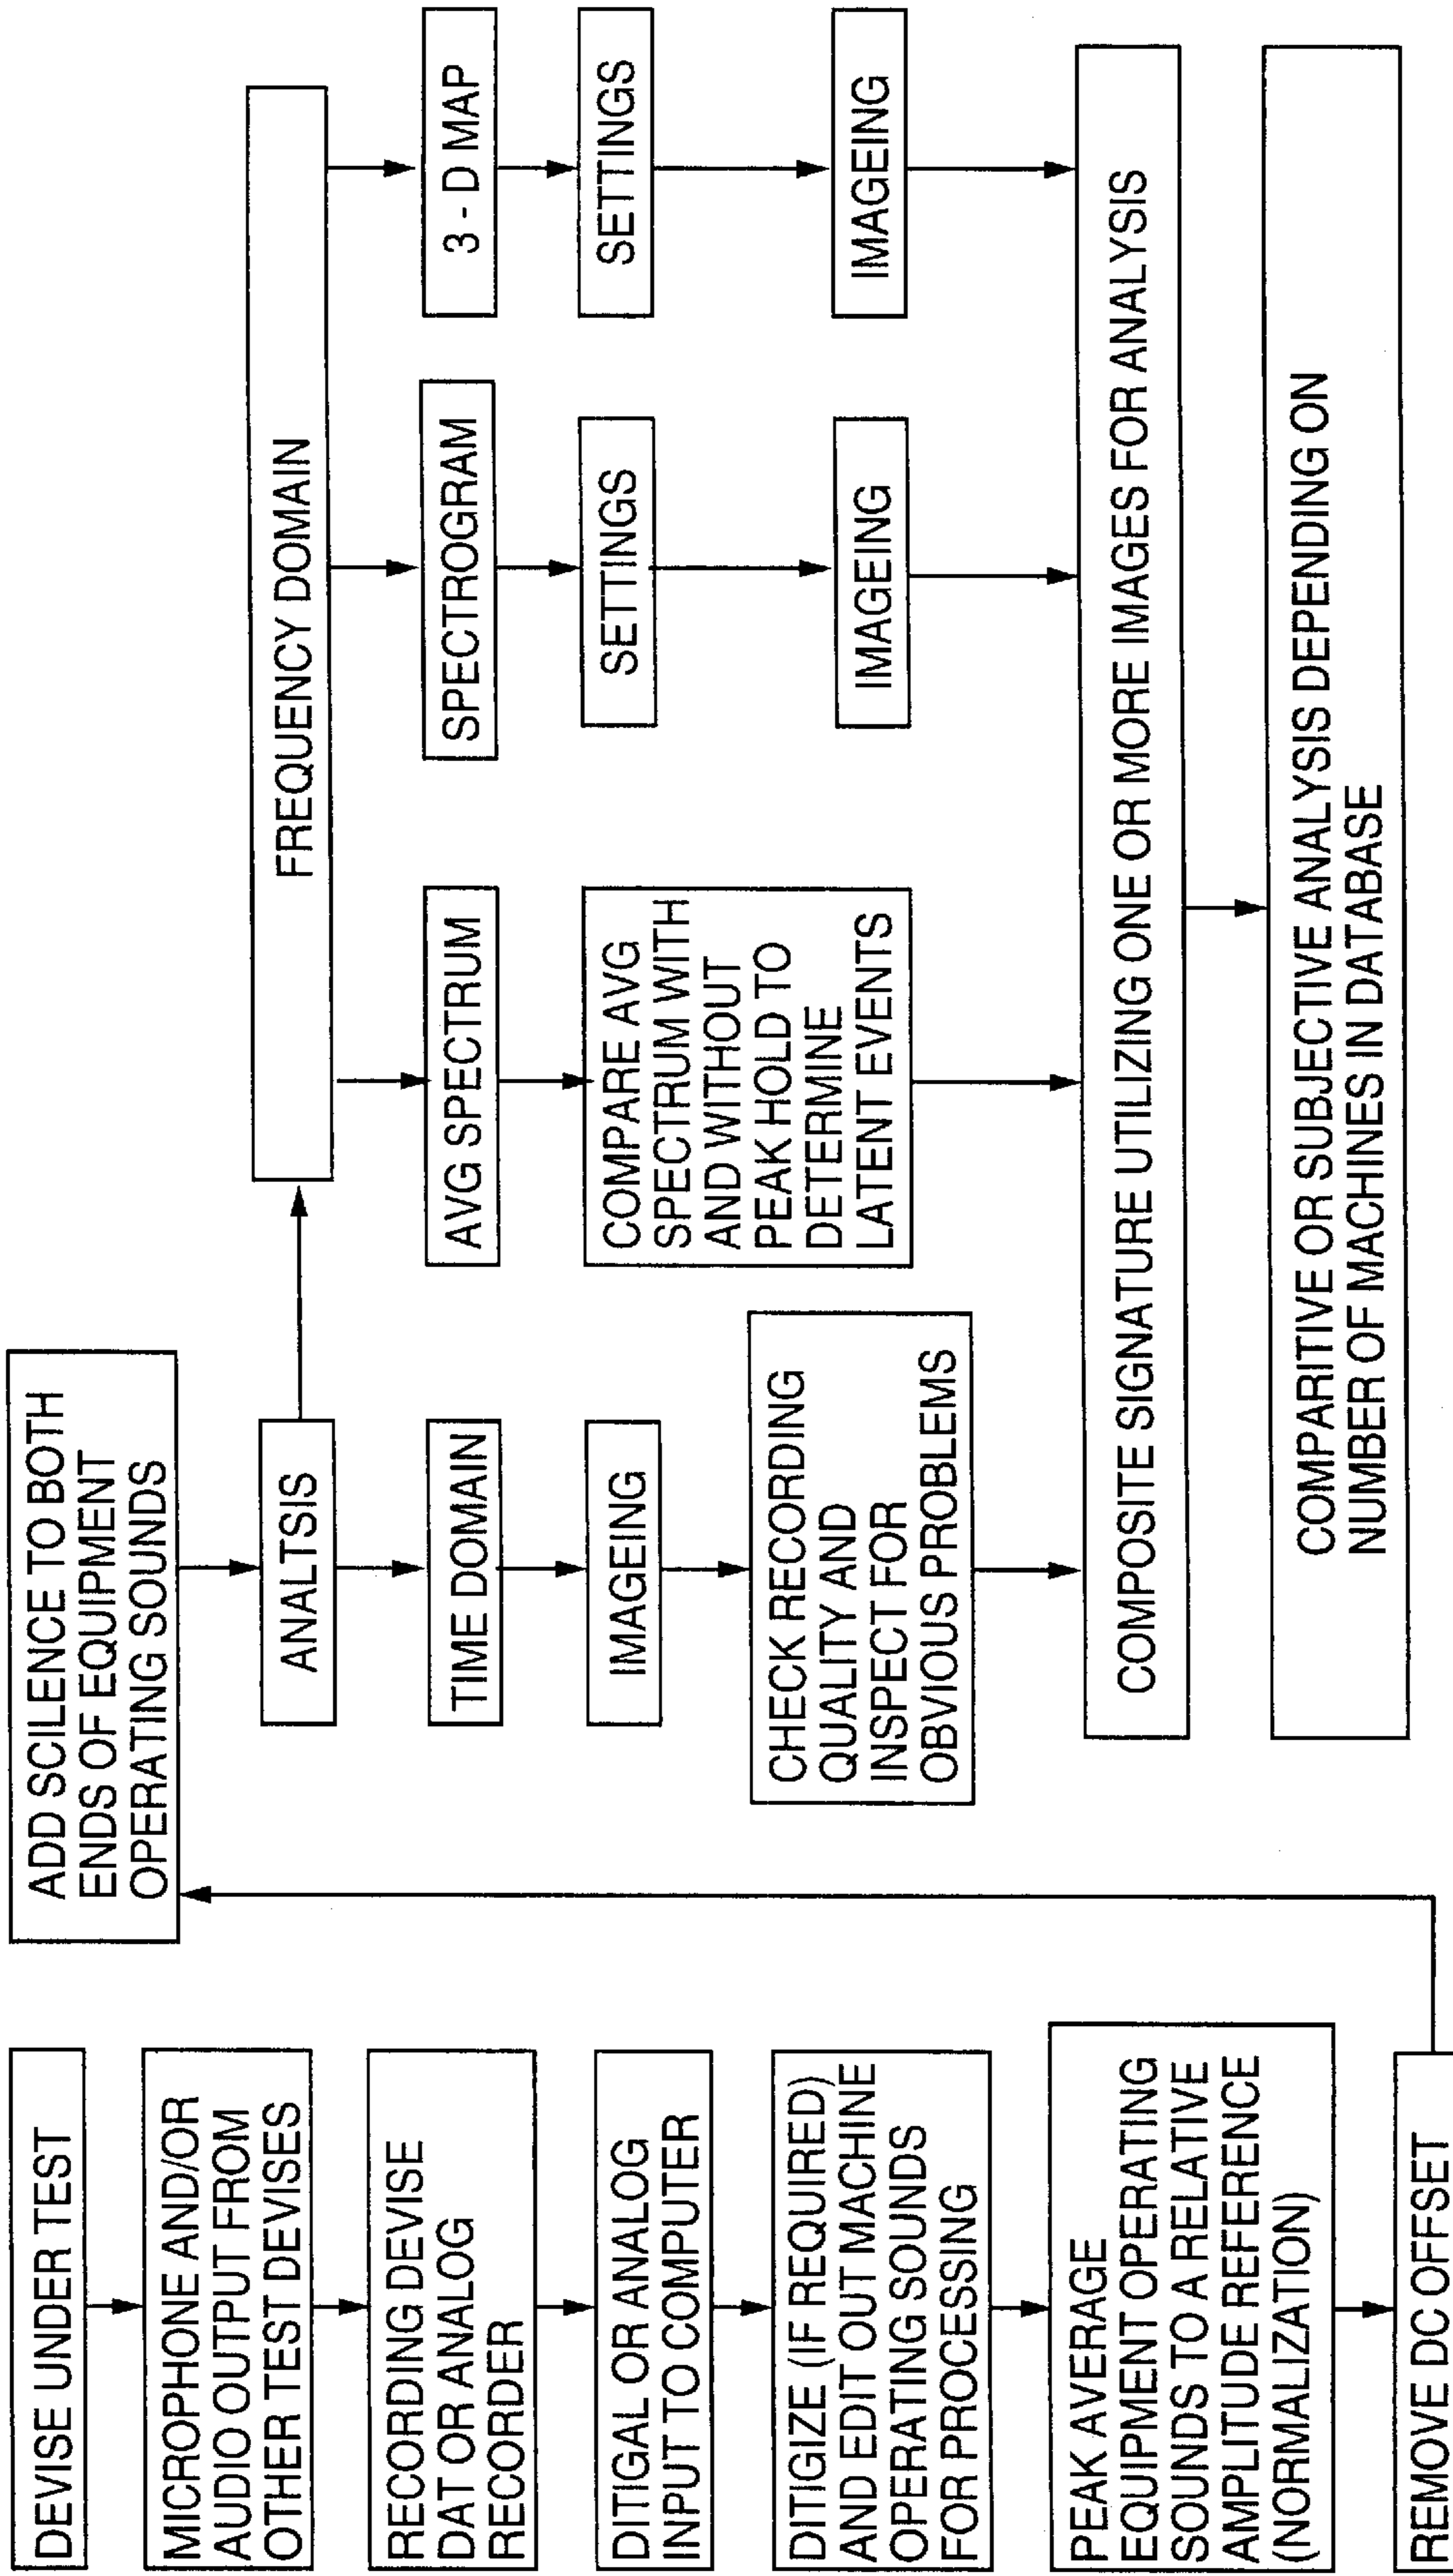 DEVISE UNDER TEST
MICROPHONE AND/OR
AUDIO OUTPUT FROM
OTHER TEST DEVISES
RECORDING DEVISE
DAT OR ANALOG
RECORDER
DITIGAL OR ANALOG
INPUT TO COMPUTER
DITIGIZE (IF REQUIRED)
AND EDIT OUT MACHINE
OPERATING SOUNDS
FOR PROCESSING
PEAK AVERAGE
EQUIPMENT OPERATING
SOUNDS TO A RELATIVE
AMPLITUDE REFERENCE
(NORMALIZATION)
REMOVE DC OFFSET
ADD SCILENCE TO BOTH
ENDS OF EQUIPMENT
OPERATING SOUNDS
ANALTSIS
TIME DOMAIN
IMAGEING
CHECK RECORDING
QUALITY AND
INSPECT FOR
OBVIOUS PROBLEMS
FREQUENCY DOMAIN
AVG SPECTRUM
COMPARE AVG
SPECTRUM WITH
AND WITHOUT
PEAK HOLD TO
DETERMINE
LATENT EVENTS
SPECTROGRAM
SETTINGS
IMAGEING
3 - D MAP
SETTINGS
IMAGEING
COMPOSITE SIGNATURE UTILIZING ONE OR MORE IMAGES FOR ANALYSIS
COMPARITIVE OR SUBJECTIVE ANALYSIS DEPENDING ON
NUMBER OF MACHINES IN DATABASE